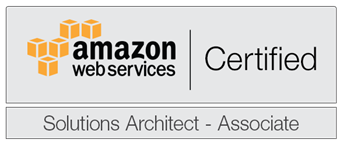 amazon
web services
Certified
Solutions Architect - Associate